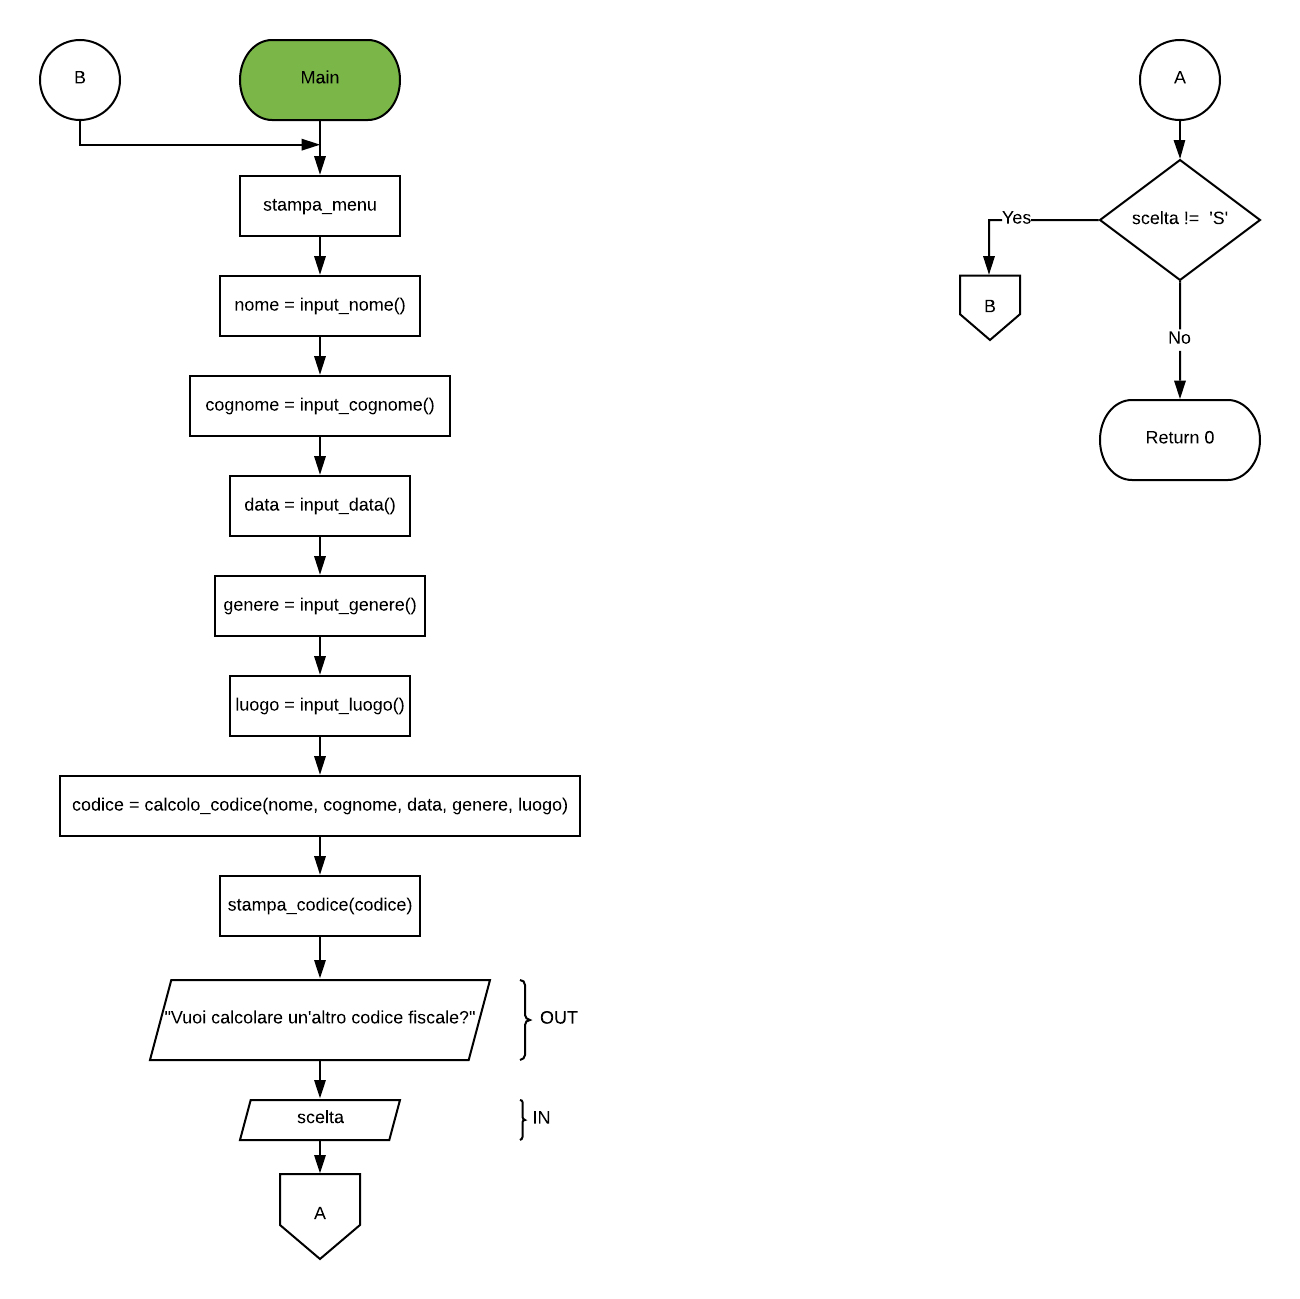 B
Main
stampa_menu
nome = input_nome()
cognome = input_cognome()
data = input_data()
genere = input_genere()
luogo = input_luogo()
codice = calcolo_codice(nome, cognome, data, genere, luogo)
stampa_codice(codice)
"Vuoi calcolare un'altro codice fiscale?"
OUT
scelta
IN
A
A
scelta !=  'S'
Yes
B
No
Return 0